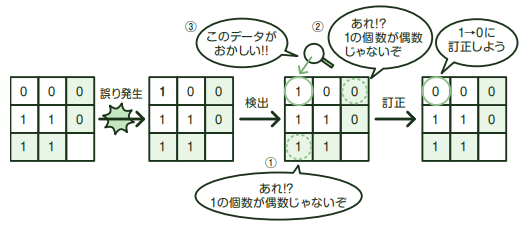 ③
このデータが
おかしい!!
②
あれ!?
1の個数が偶数
じゃないぞ
1→0に
訂正しよう
0 0 0
1 1 0
1 1
誤り発生
1 0 0
1 1 0
1 1
検出
1 0 0
1 1 0
1 1
訂正
0 0 0
1 1 0
1 1
①
あれ!?
1の個数が偶数じゃないぞ